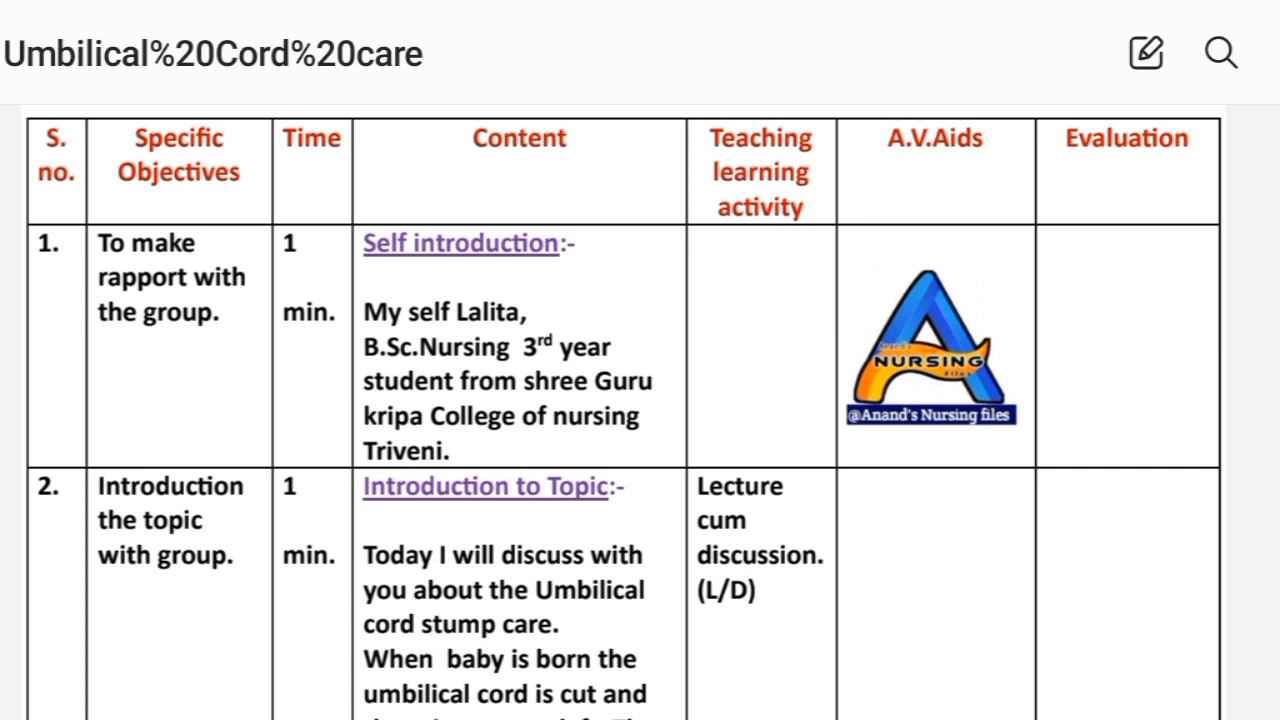 Umbilical%20Cord%20care
S.
no.
Specific
Objectives
Time
Content
Teaching
learning
activity
A.V.Aids
Evaluation
1.
To make
rapport with
the group.
1
min.
Self introduction:-
My self Lalita,
B.Sc.Nursing 3rd year
student from shree Guru
kripa College of nursing
Triveni.
Anand's
NURSING
Files
@Anand's Nursing files
2.
Introduction
the topic
with group.
1
min.
Introduction to Topic:-
Today I will discuss with
you about the Umbilical
cord stump care.
When baby is born the
umbilical cord is cut and
Lecture
cum
discussion.
(L/D)